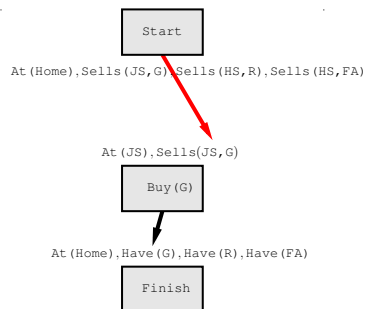 Start
At(Home),Sells(JS,G),Sells(HS,R),Sells(HS,FA)
At(JS),Sells(JS,G)
Buy(G)
At(Home),Have(G),Have(R),Have(FA)
Finish